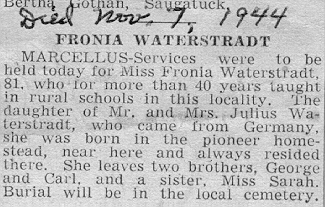 Bertha Gothan, Saugatuck.
Died Nov. 7, 1944
FRONIA WATERSTRADT
MARCELLUS-Services were to
be held today for Miss Fronia Waterstradt,
81, who for more than 40 years taught
in rural schools in this locality. The
daughter of Mr. and Mrs. Julius Wa-
terstradt, who came from Germany,
she was born in the pioneer home-
stead, near here and always resided
there. She leaves two brothers, George
and Carl, and a sister, Miss Sarah.
Burial will be in the local cemetery.